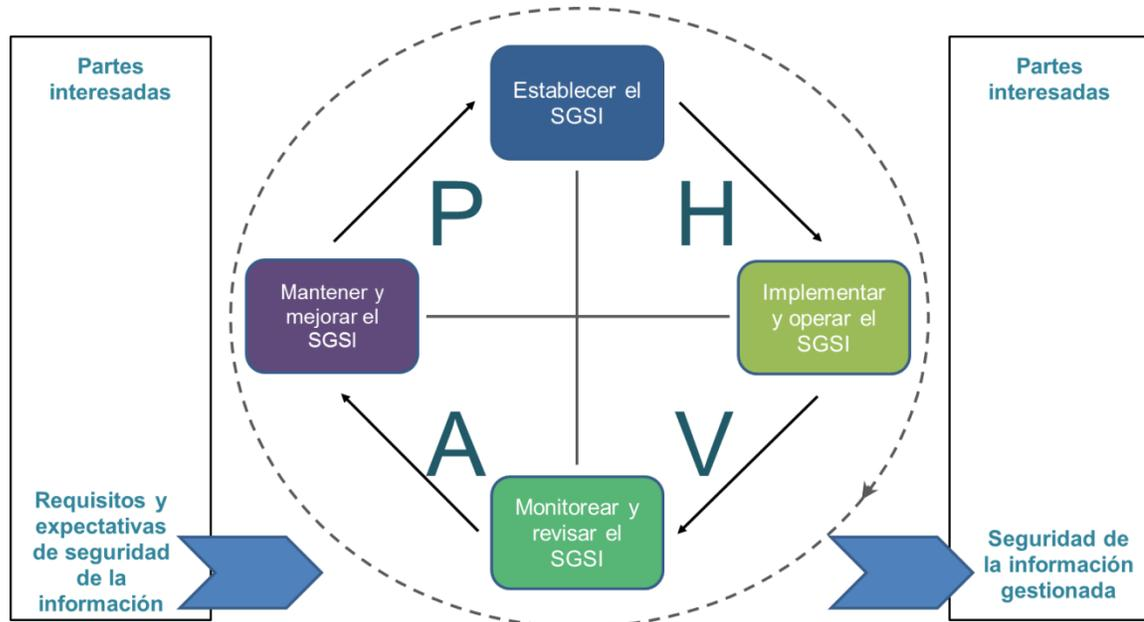 Partes
interesadas
Requisitos y
expectativas
de seguridad
de la
información
Establecer el
SGSI
P
H
Mantener y
mejorar el
SGSI
Implementar
y operar el
SGSI
A
V
Monitorear y
revisar el
SGSI
Partes
interesadas
Seguridad de
la información
gestionada